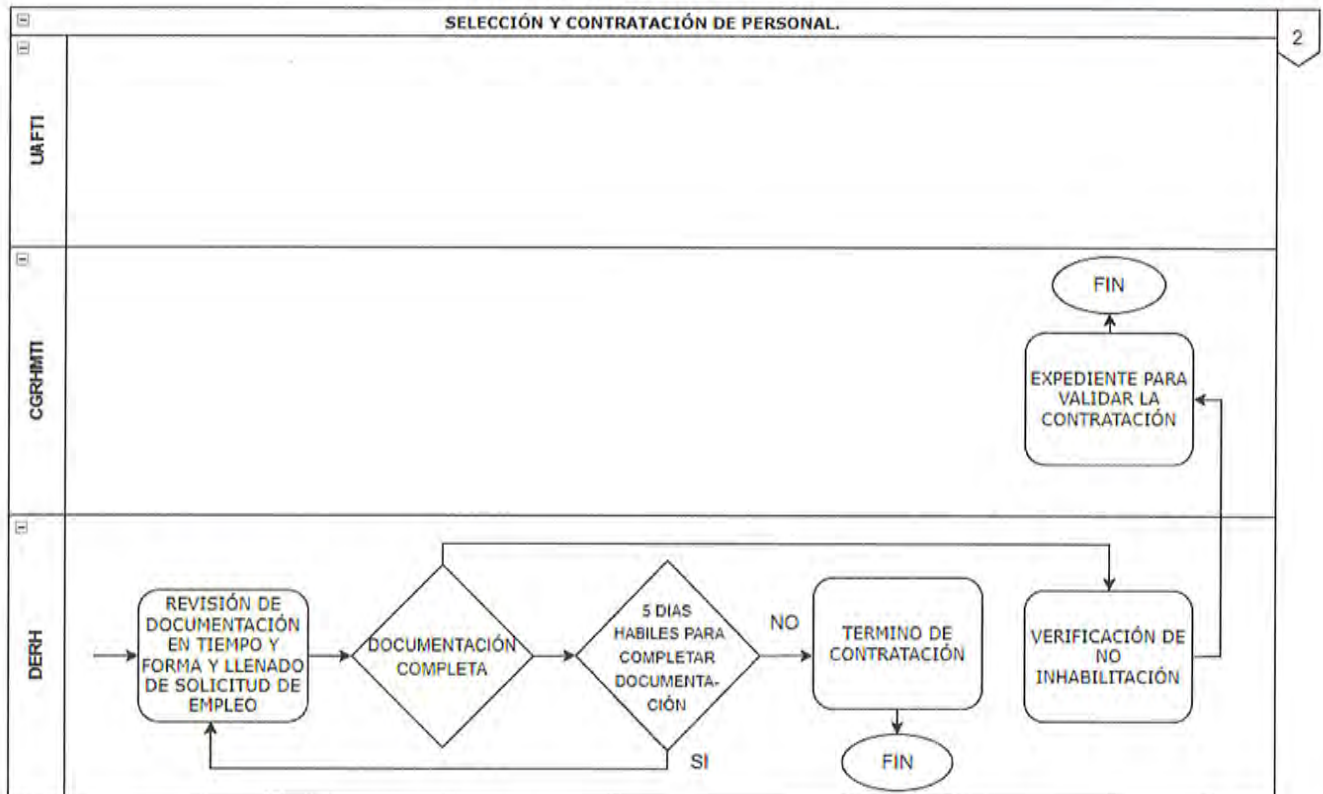 SELECCIÓN Y CONTRATACIÓN DE PERSONAL.
2
UAFTI
CGRHMTI
FIN
EXPEDIENTE PARA
VALIDAR LA
CONTRATACIÓN
DERH
REVISIÓN DE
DOCUMENTACIÓN
EN TIEMPO Y
FORMA Y LLENADO
DE SOLICITUD DE
EMPLEO
DOCUMENTACIÓN
COMPLETA
5 DIAS
HABILES PARA
COMPLETAR
DOCUMENTA-
CIÓN
NO
SI
TERMINO DE
CONTRATACIÓN
FIN
VERIFICACIÓN DE
NO
INHABILITACIÓN